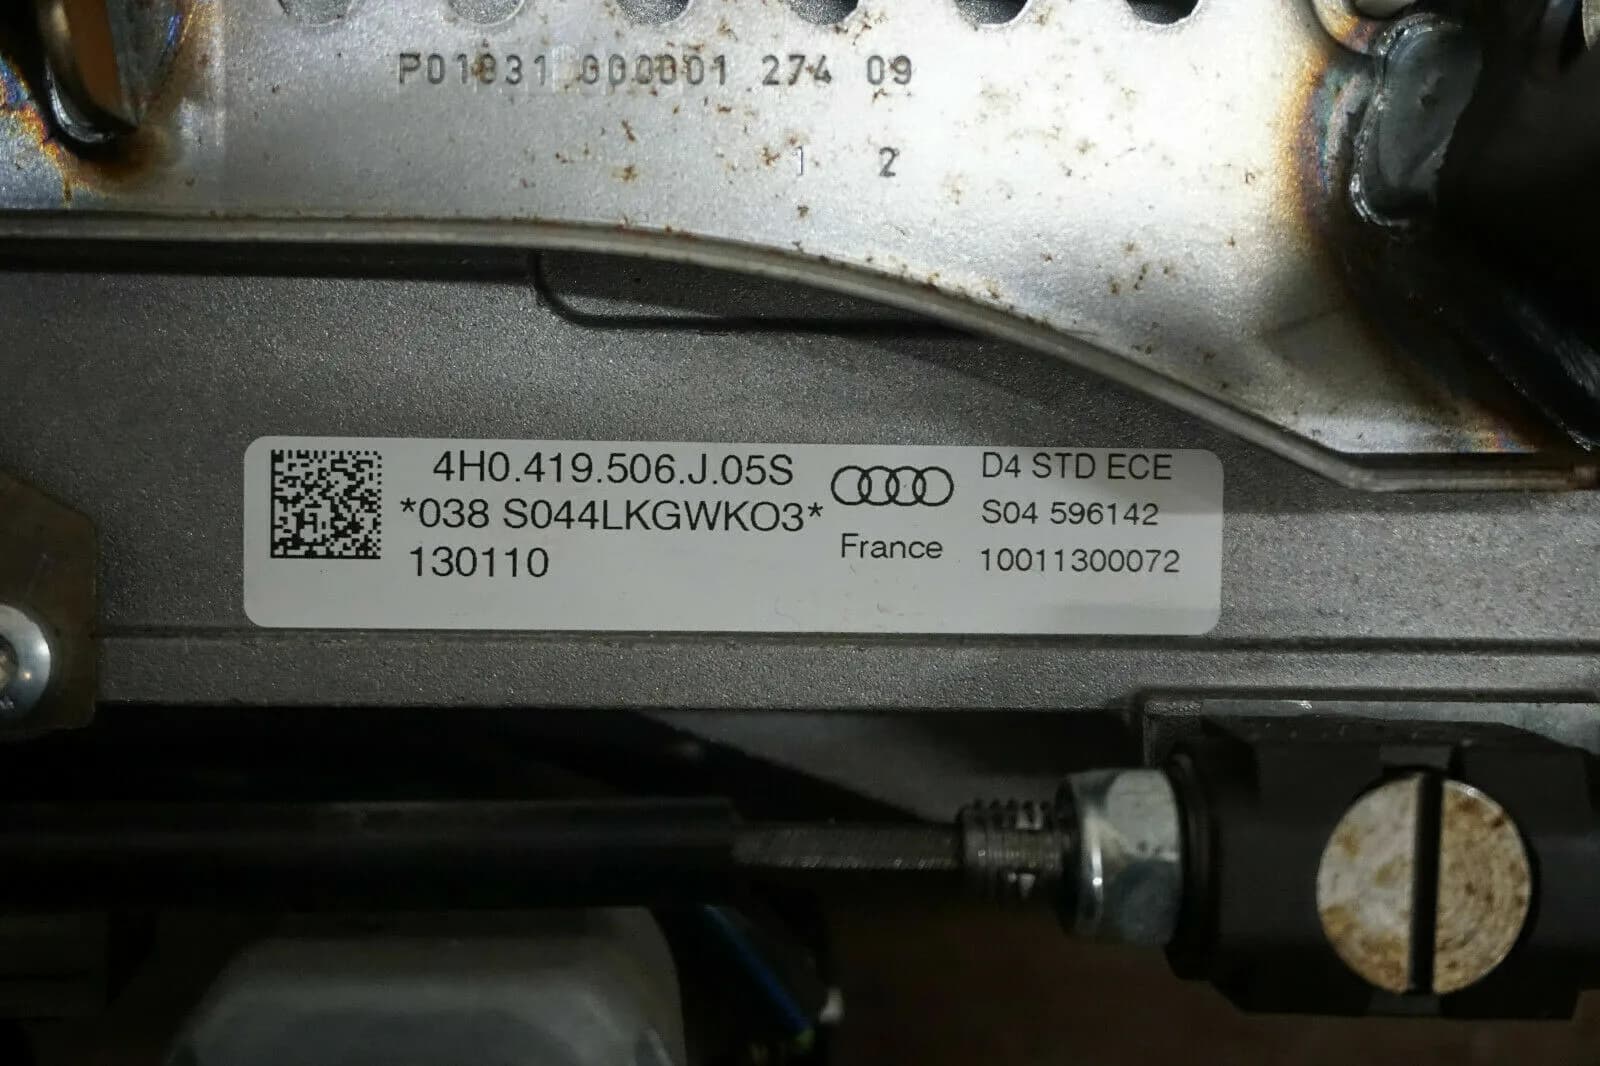 P01031 000001 274 09
1 2
4H0.419.506.J.05S
*038 S044LKGWKO3*
130110
France
D4 STD ECE
S04 596142
10011300072